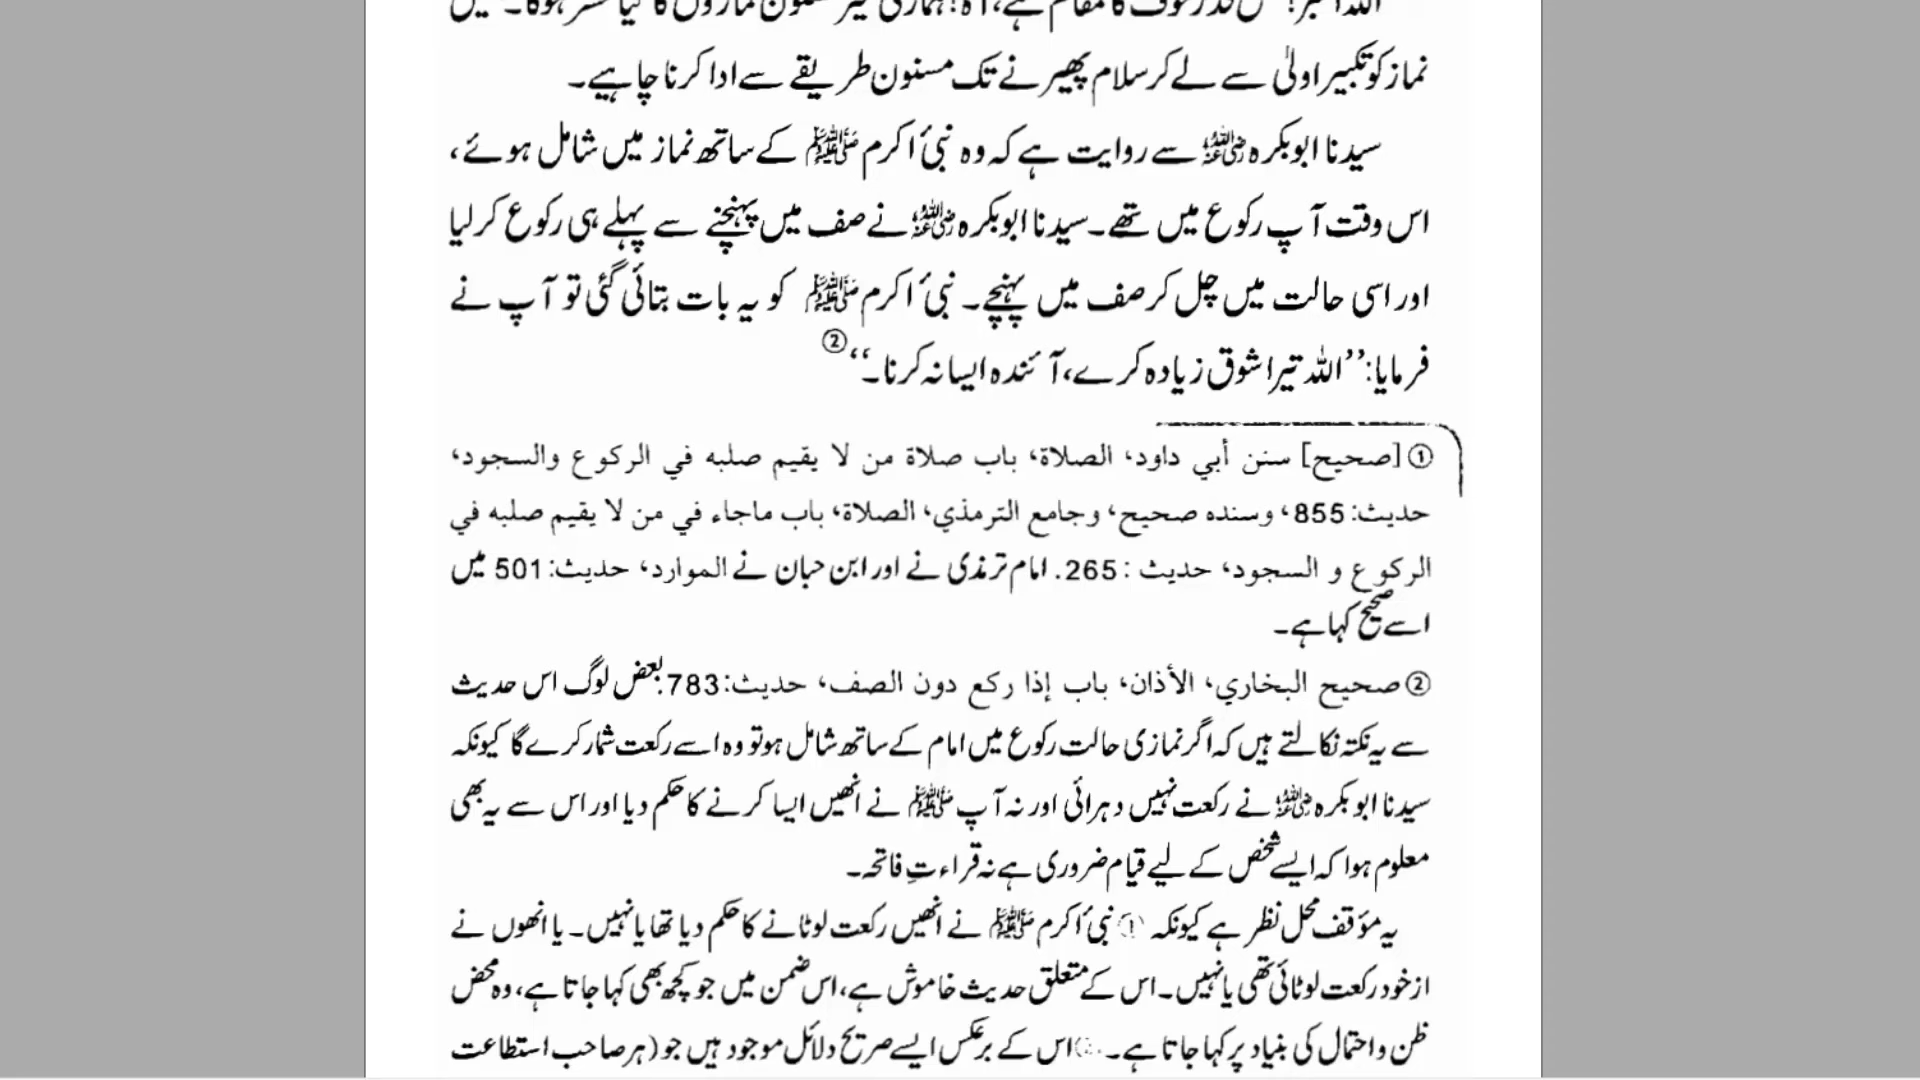 نماز کو تکبیر اولیٰ سے لے کر سلام پھیرنے تک مسنون طریقے سے ادا کرنا چاہیے۔
سیدنا ابوبکرہ رضی اللہ عنہ سے روایت ہے کہ وہ نبیٔ اکرم ﷺ کے ساتھ نماز میں شامل ہوئے،
اس وقت آپ رکوع میں تھے۔ سیدنا ابوبکرہ رضی اللہ عنہ نے صف میں پہنچنے سے پہلے ہی رکوع کر لیا
اور اسی حالت میں چل کر صف میں پہنچے۔ نبیٔ اکرم ﷺ کو یہ بات بتائی گئی تو آپ نے
فرمایا: ’’اللہ تیرا شوق زیادہ کرے، آئندہ ایسا نہ کرنا۔‘‘ ②
① [صحیح] سنن أبي داود، الصلاة، باب صلاة من لا يقيم صلبه في الركوع والسجود،
حديث: 855، وسنده صحيح، وجامع الترمذي، الصلاة، باب ماجاء في من لا يقيم صلبه في
الركوع و السجود، حديث : 265. امام ترمذی نے اور ابن حبان نے الموارد، حديث: 501 میں
اسے صحیح کہا ہے۔
② صحيح البخاري، الأذان، باب إذا ركع دون الصف، حديث: 783 بعض لوگ اس حدیث
سے یہ نکتہ نکالتے ہیں کہ اگر نمازی حالت رکوع میں امام کے ساتھ شامل ہو تو وہ اسے رکعت شمار کرے گا کیونکہ
سیدنا ابوبکرہ رضی اللہ عنہ نے رکعت نہیں دہرائی اور نہ آپ ﷺ نے انھیں ایسا کرنے کا حکم دیا اور اس سے یہ بھی
معلوم ہوا کہ ایسے شخص کے لیے قیام ضروری ہے نہ قراءتِ فاتحہ۔
یہ مؤقف محل نظر ہے کیونکہ ① نبیٔ اکرم ﷺ نے انھیں رکعت لوٹانے کا حکم دیا تھا یا نہیں۔ یا انھوں نے
ازخود رکعت لوٹائی تھی یا نہیں۔ اس کے متعلق حدیث خاموش ہے، اس ضمن میں جو کچھ بھی کہا جاتا ہے، وہ محض
ظن و احتمال کی بنیاد پر کہا جاتا ہے۔ اس کے برعکس ایسے صریح دلائل موجود ہیں جو (ہر صاحب استطاعت